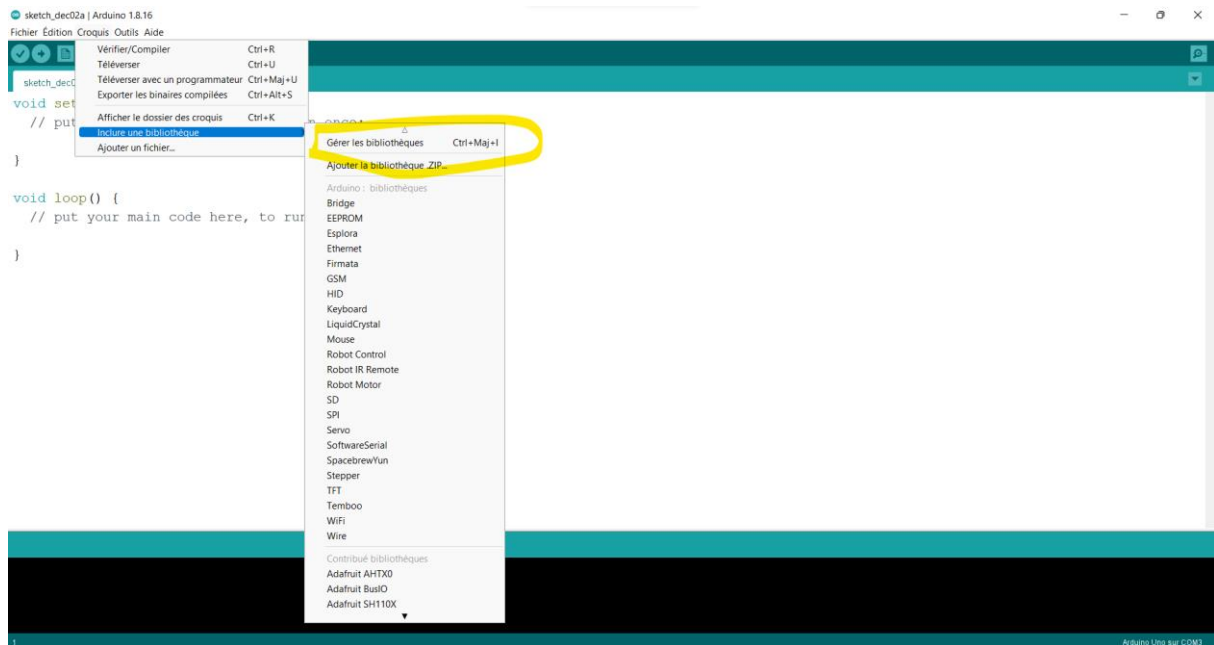 sketch_dec02a | Arduino 1.8.16
Fichier Édition Croquis Outils Aide
Vérifier/Compiler Ctrl+R
Téléverser Ctrl+U
Téléverser avec un programmateur Ctrl+Maj+U
Exporter les binaires compilées Ctrl+Alt+S
Afficher le dossier des croquis Ctrl+K
Inclure une bibliothèque
Ajouter un fichier...
sketch_dec0
void set
// put
}
void loop() {
// put your main code here, to run
}
Gérer les bibliothèques Ctrl+Maj+I
Ajouter la bibliothèque .ZIP...
Arduino : bibliothèques
Bridge
EEPROM
Esplora
Ethernet
Firmata
GSM
HID
Keyboard
LiquidCrystal
Mouse
Robot Control
Robot IR Remote
Robot Motor
SD
SPI
Servo
SoftwareSerial
SpacebrewYun
Stepper
TFT
Temboo
WiFi
Wire
Contribué bibliothèques
Adafruit AHTX0
Adafruit BusIO
Adafruit SH110X
1
Arduino Uno sur COM3